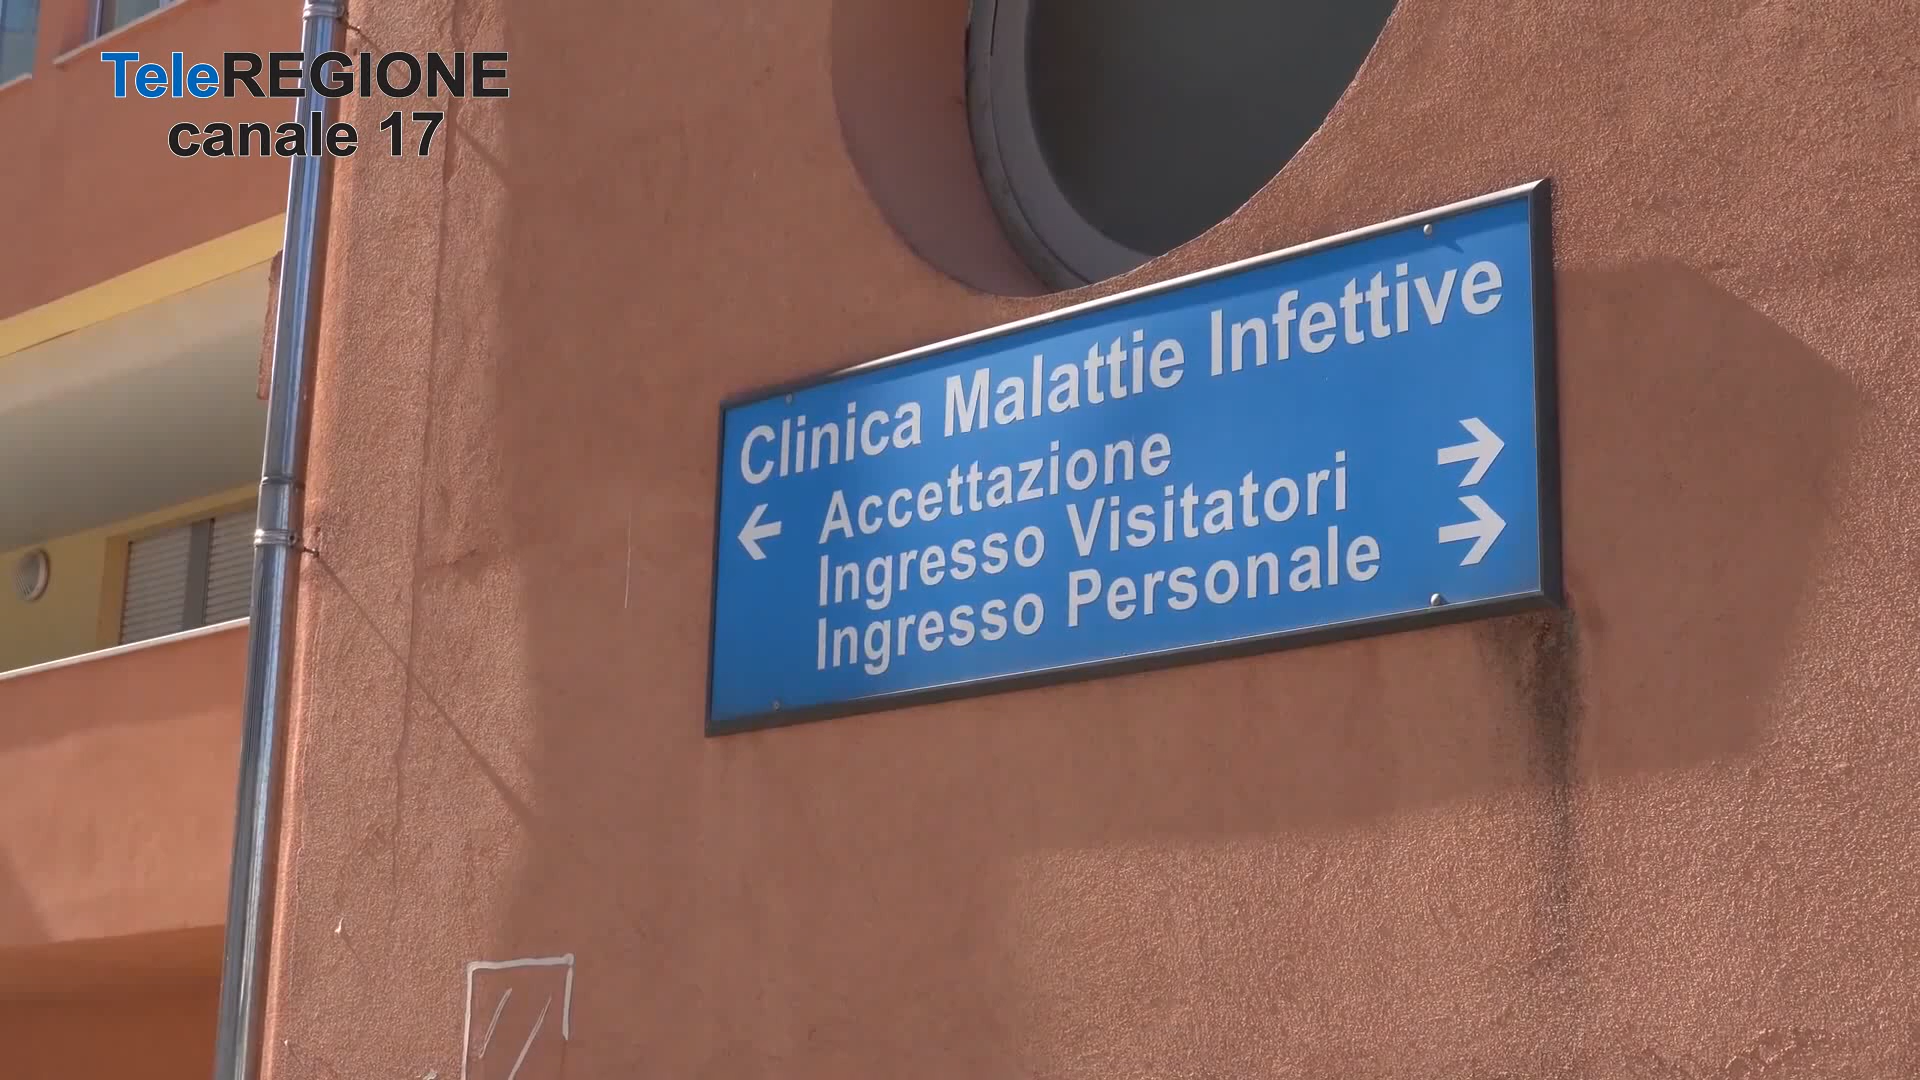 TeleREGIONE
canale 17
Clinica Malattie Infettive
← Accettazione
Ingresso Visitatori →
Ingresso Personale →